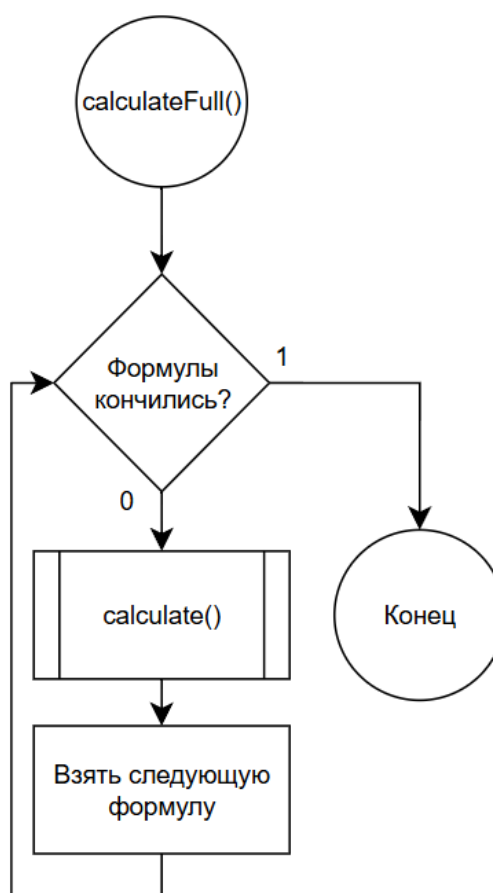 calculateFull()
Формулы
кончились?
1
0
calculate()
Конец
Взять следующую
формулу